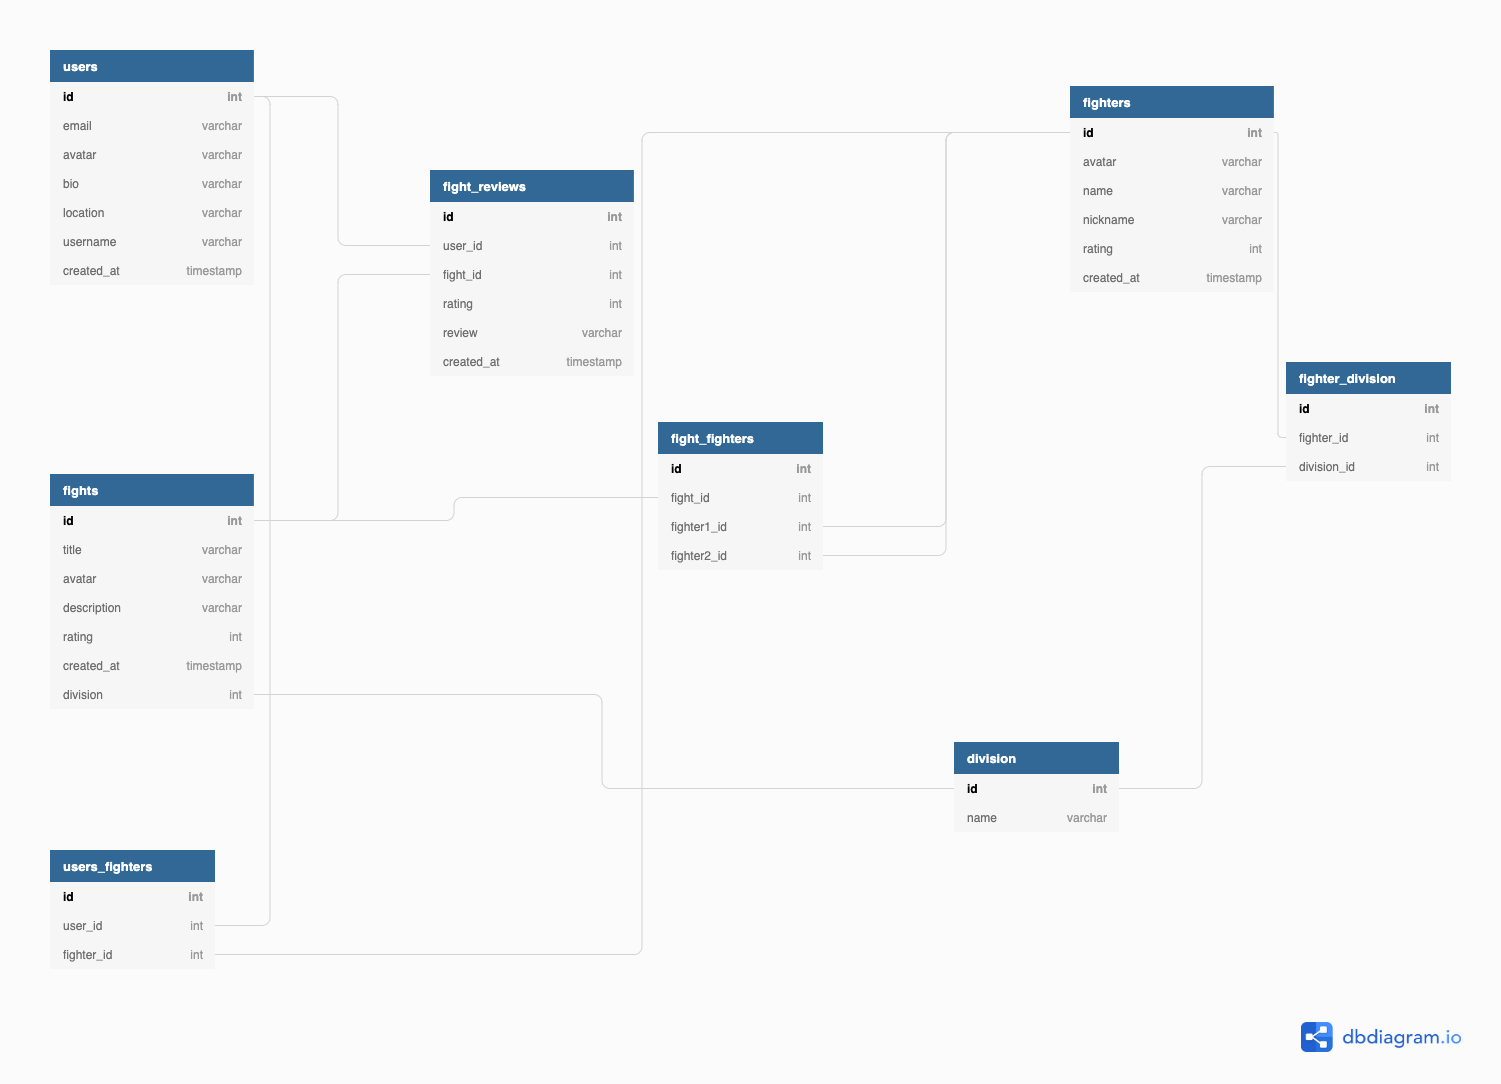 users
id int
email varchar
avatar varchar
bio varchar
location varchar
username varchar
created_at timestamp
fight_reviews
id int
user_id int
fight_id int
rating int
review varchar
created_at timestamp
fighters
id int
avatar varchar
name varchar
nickname varchar
rating int
created_at timestamp
fighter_division
id int
fighter_id int
division_id int
fight_fighters
id int
fight_id int
fighter1_id int
fighter2_id int
fights
id int
title varchar
avatar varchar
description varchar
rating int
created_at timestamp
division int
division
id int
name varchar
users_fighters
id int
user_id int
fighter_id int
dbdiagram.io